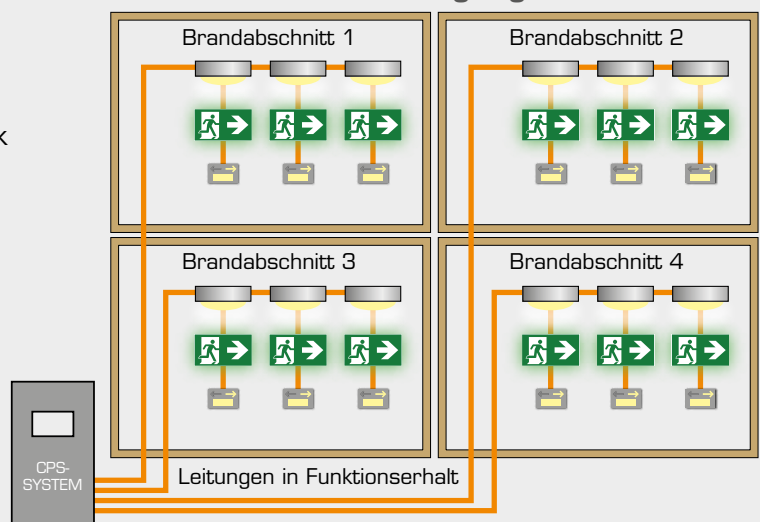 Brandabschnitt 1
Brandabschnitt 2
k
Brandabschnitt 3
Brandabschnitt 4
CPS-
SYSTEM
Leitungen in Funktionserhalt